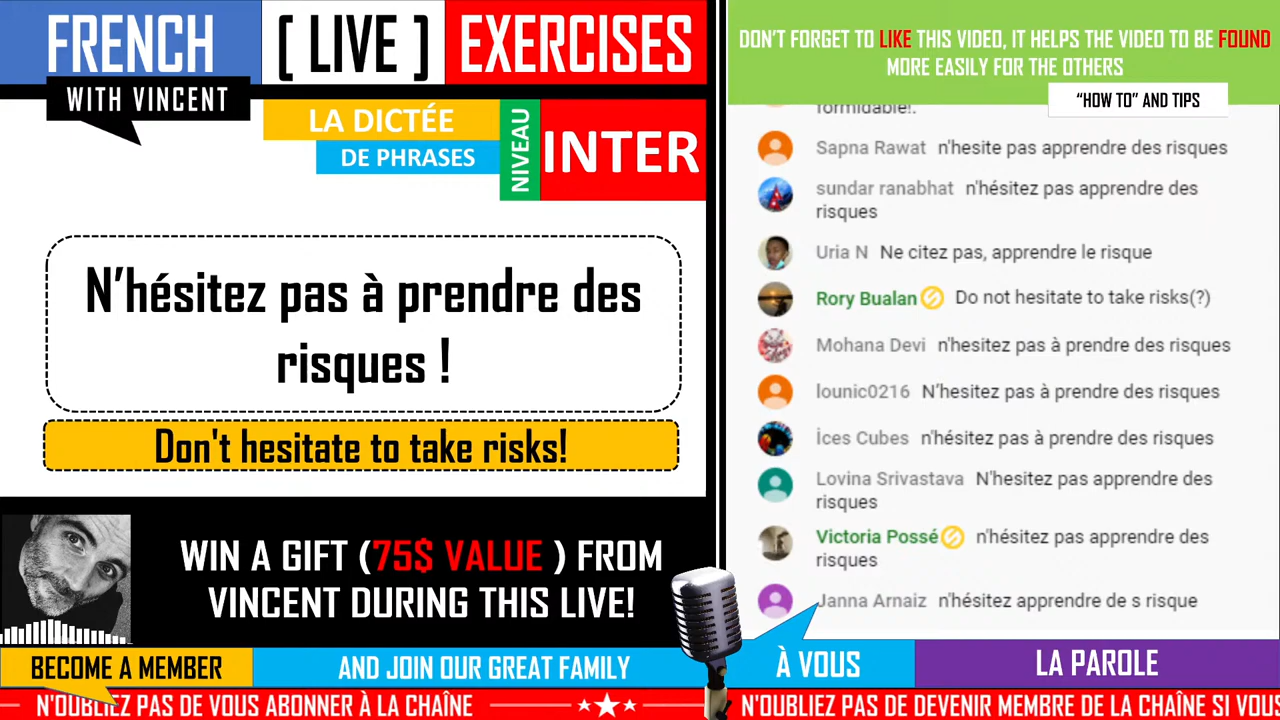 FRENCH
WITH VINCENT
[ LIVE ]
EXERCISES
LA DICTÉE
DE PHRASES
NIVEAU
INTER
N’hésitez pas à prendre des
risques !
Don't hesitate to take risks!
WIN A GIFT (75$ VALUE ) FROM
VINCENT DURING THIS LIVE!
BECOME A MEMBER
AND JOIN OUR GREAT FAMILY
N'OUBLIEZ PAS DE VOUS ABONNER À LA CHAÎNE
DON’T FORGET TO LIKE THIS VIDEO, IT HELPS THE VIDEO TO BE FOUND
MORE EASILY FOR THE OTHERS
“HOW TO” AND TIPS
formidable!.
Sapna Rawat n'hesite pas apprendre des risques
sundar ranabhat n'hésitez pas apprendre des
risques
Uria N Ne citez pas, apprendre le risque
Rory Bualan Do not hesitate to take risks(?)
Mohana Devi n'hesitez pas à prendre des risques
lounic0216 N'hesitez pas à prendre des risques
İces Cubes n'hésitez pas à prendre des risques
Lovina Srivastava N'hesitez pas apprendre des
risques
Victoria Possé n'hésitez pas apprendre des
risques
Janna Arnaiz n'hésitez apprendre de s risque
À VOUS
LA PAROLE
N'OUBLIEZ PAS DE DEVENIR MEMBRE DE LA CHAÎNE SI VOUS